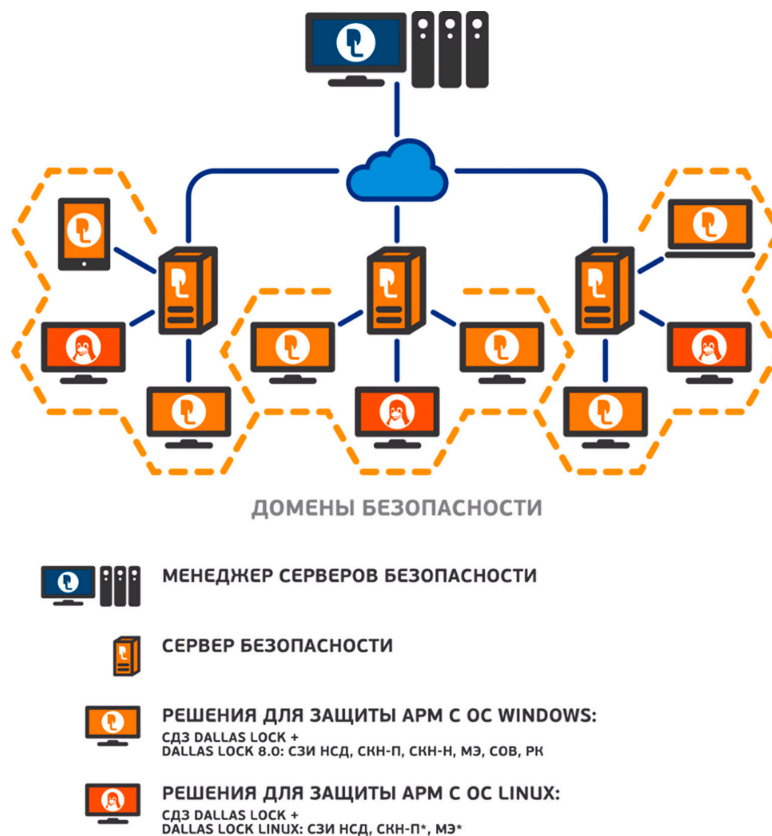 ДОМЕНЫ БЕЗОПАСНОСТИ
МЕНЕДЖЕР СЕРВЕРОВ БЕЗОПАСНОСТИ
СЕРВЕР БЕЗОПАСНОСТИ
РЕШЕНИЯ ДЛЯ ЗАЩИТЫ АРМ С ОС WINDOWS:
СДЗ DALLAS LOCK +
DALLAS LOCK 8.0: СЗИ НСД, СКН-П, СКН-Н, МЭ, СОВ, РК
РЕШЕНИЯ ДЛЯ ЗАЩИТЫ АРМ С ОС LINUX:
СДЗ DALLAS LOCK +
DALLAS LOCK LINUX: СЗИ НСД, СКН-П*, МЭ*